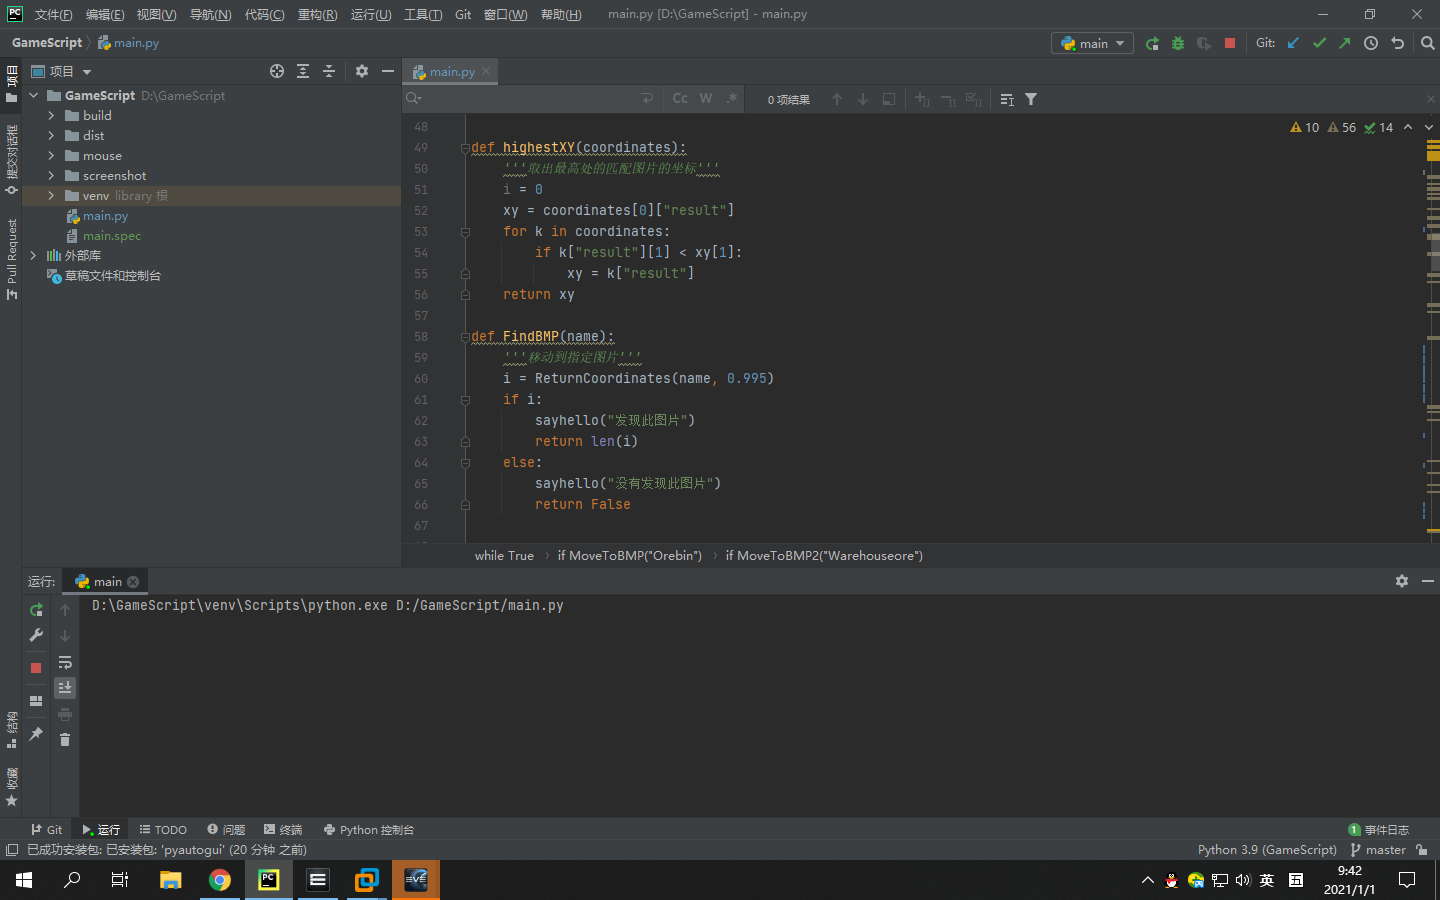 PC 文件(F) 编辑(E) 视图(V) 导航(N) 代码(C) 重构(R) 运行(U) 工具(T) Git 窗口(W) 帮助(H) main.py [D:\GameScript] - main.py
GameScript main.py main Git:
项目 main.py
GameScript D:\GameScript
build
dist
mouse
screenshot
venv library 根
main.py
main.spec
外部库
草稿文件和控制台
项目
提交对话框
Pull Request
结构
收藏
Cc W .* 0 项结果
10 56 14
48
49 def highestXY(coordinates):
50 '''取出最高处的匹配图片的坐标'''
51 i = 0
52 xy = coordinates[0]["result"]
53 for k in coordinates:
54 if k["result"][1] < xy[1]:
55 xy = k["result"]
56 return xy
57
58 def FindBMP(name):
59 '''移动到指定图片'''
60 i = ReturnCoordinates(name, 0.995)
61 if i:
62 sayhello("发现此图片")
63 return len(i)
64 else:
65 sayhello("没有发现此图片")
66 return False
67
while True if MoveToBMP("Orebin") if MoveToBMP2("Warehouseore")
运行: main
D:\GameScript\venv\Scripts\python.exe D:/GameScript/main.py
Git 运行 TODO 问题 终端 Python 控制台 1 事件日志
已成功安装包: 已安装包: 'pyautogui' (20 分钟 之前) Python 3.9 (GameScript) master
PC EVE 英 五 9:42
2021/1/1